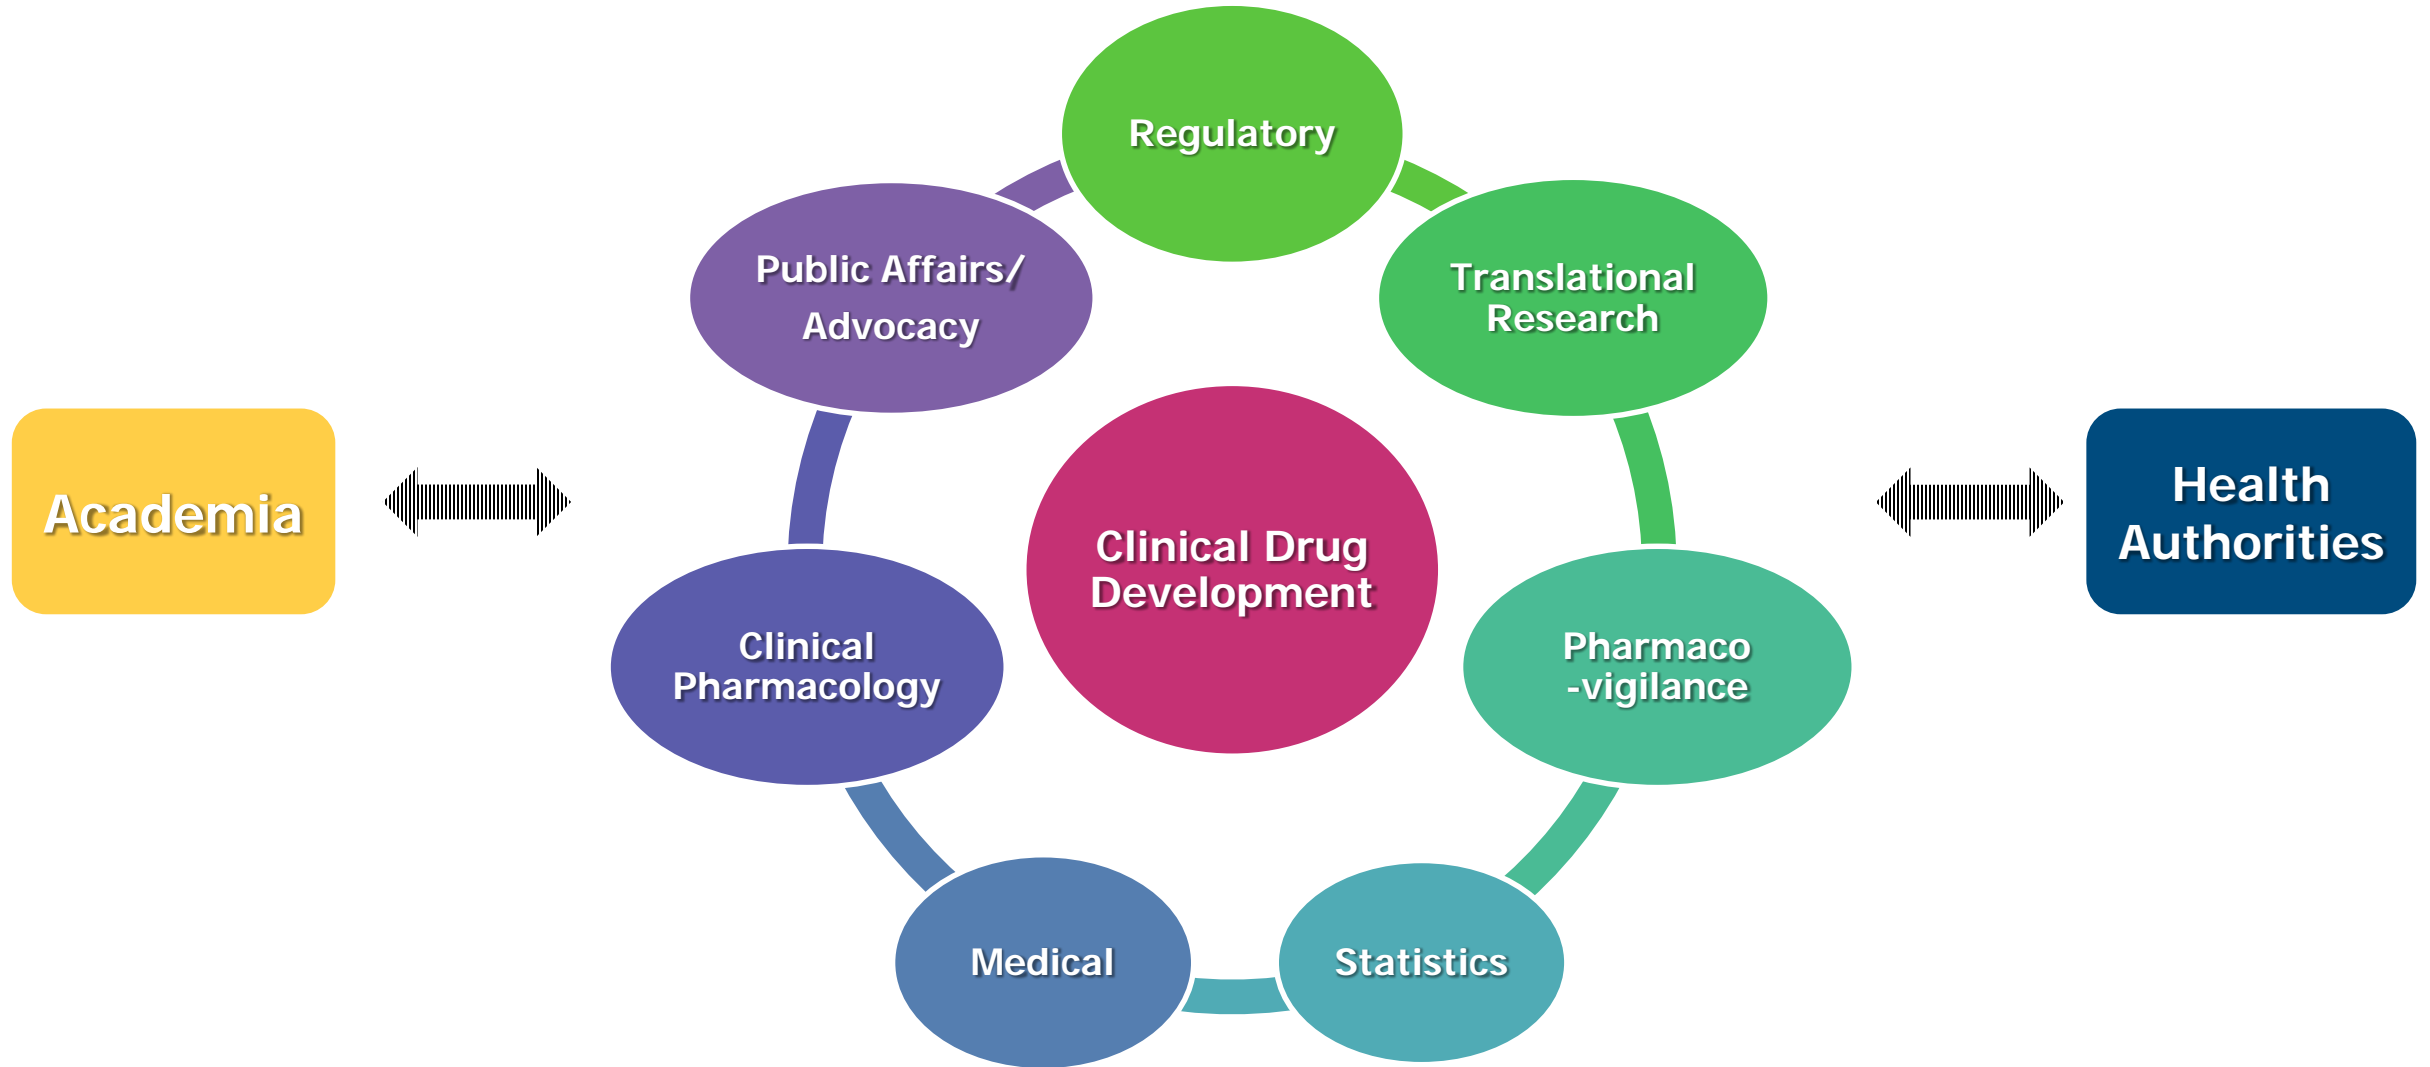 Regulatory
Public Affairs/
Advocacy
Translational
Research
Academia
Health
Authorities
Clinical Drug
Development
Clinical
Pharmacology
Pharmaco
-vigilance
Medical
Statistics